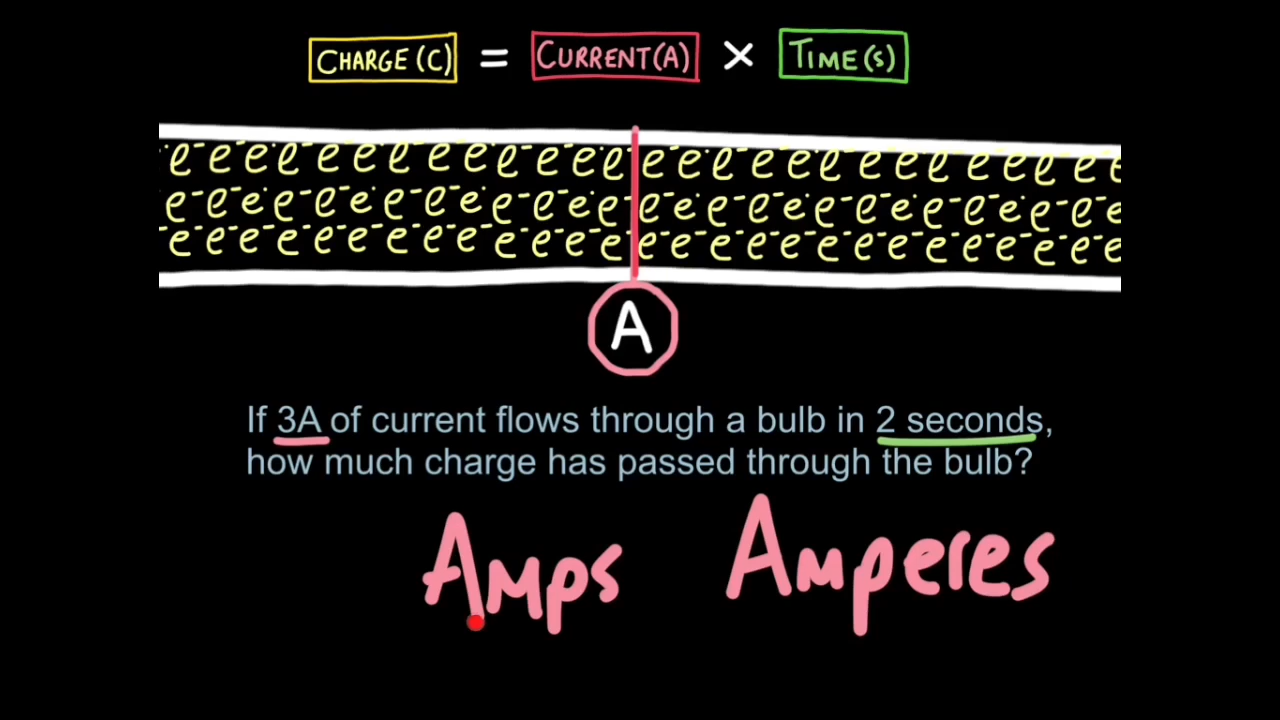 CHARGE (C) = CURRENT(A) × TIME(s)
e⁻ e⁻ e⁻ e⁻ e⁻ e⁻ e⁻ e⁻ e⁻ e⁻ e⁻ e⁻ e⁻ e⁻ e⁻ e⁻ e⁻ e⁻ e⁻ e⁻ e⁻ e⁻ e⁻ e⁻ e⁻ e⁻ e
e⁻ e⁻ e⁻ e⁻ e⁻ e⁻ e⁻ e⁻ e⁻ e⁻ e⁻ e⁻ e⁻ e⁻ e⁻ e⁻ e⁻ e⁻ e⁻ e⁻ e⁻ e⁻ e⁻ e⁻ e⁻ e⁻ e
e⁻ e⁻ e⁻ e⁻ e⁻ e⁻ e⁻ e⁻ e⁻ e⁻ e⁻ e⁻ e⁻ e⁻ e⁻ e⁻ e⁻ e⁻ e⁻ e⁻ e⁻ e⁻ e⁻ e⁻ e⁻ e⁻ e
A
If 3A of current flows through a bulb in 2 seconds,
how much charge has passed through the bulb?
AMPS AMPERES